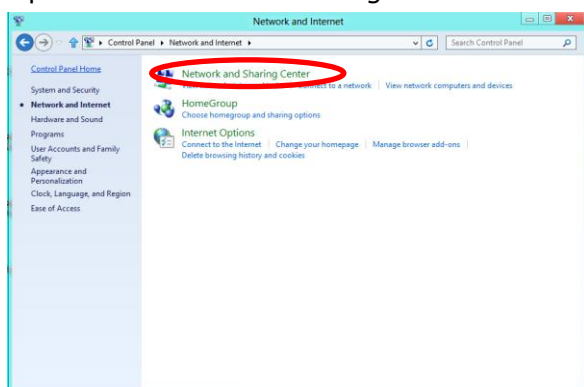 Network and Internet
Control Panel ▸ Network and Internet ▸
Search Control Panel
Control Panel Home
System and Security
Network and Internet
Hardware and Sound
Programs
User Accounts and Family
Safety
Appearance and
Personalization
Clock, Language, and Region
Ease of Access
Network and Sharing Center
to a network View network computers and devices
HomeGroup
Choose homegroup and sharing options
Internet Options
Connect to the Internet Change your homepage Manage browser add-ons
Delete browsing history and cookies